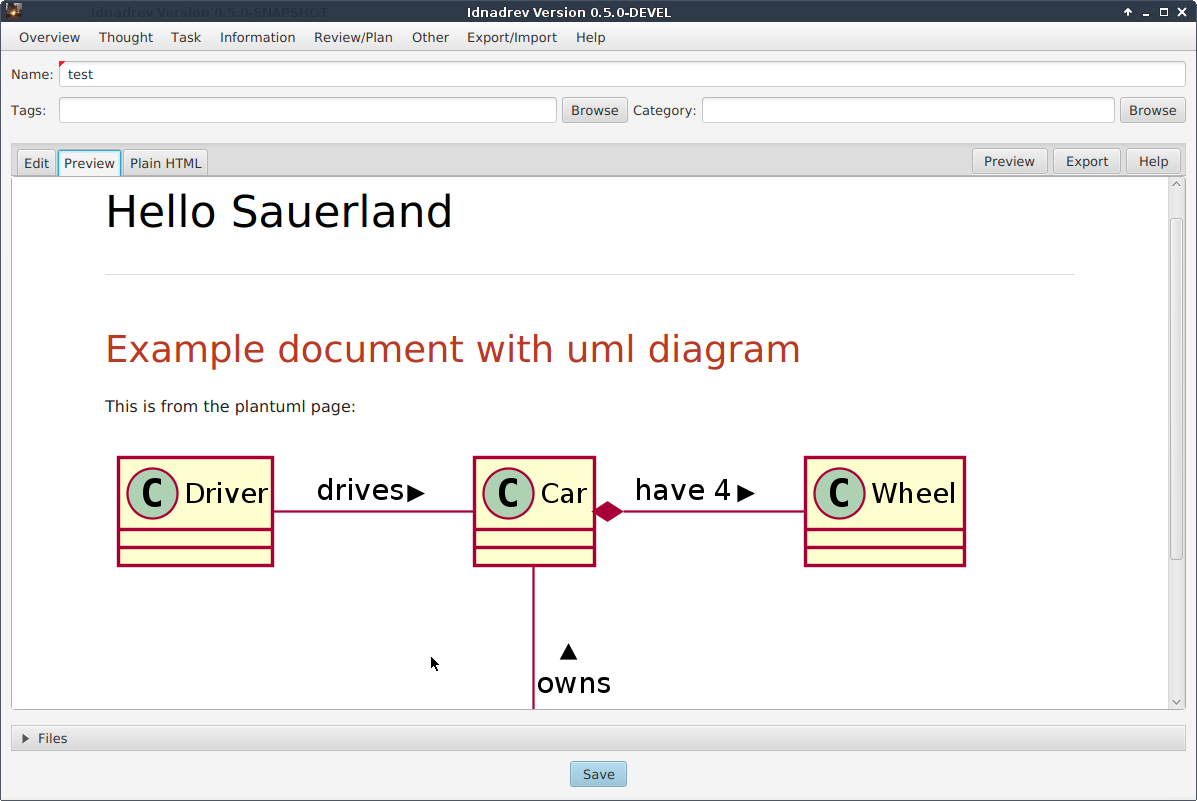 Idnadrev Version 0.5.0-SNAPSHOT Idnadrev Version 0.5.0-DEVEL
Overview Thought Task Information Review/Plan Other Export/Import Help
Name: test
Tags: Browse Category: Browse
Edit Preview Plain HTML Preview Export Help
Hello Sauerland
Example document with uml diagram
This is from the plantuml page:
C Driver drives▶ C Car have 4▶ C Wheel
▲
owns
Files
Save